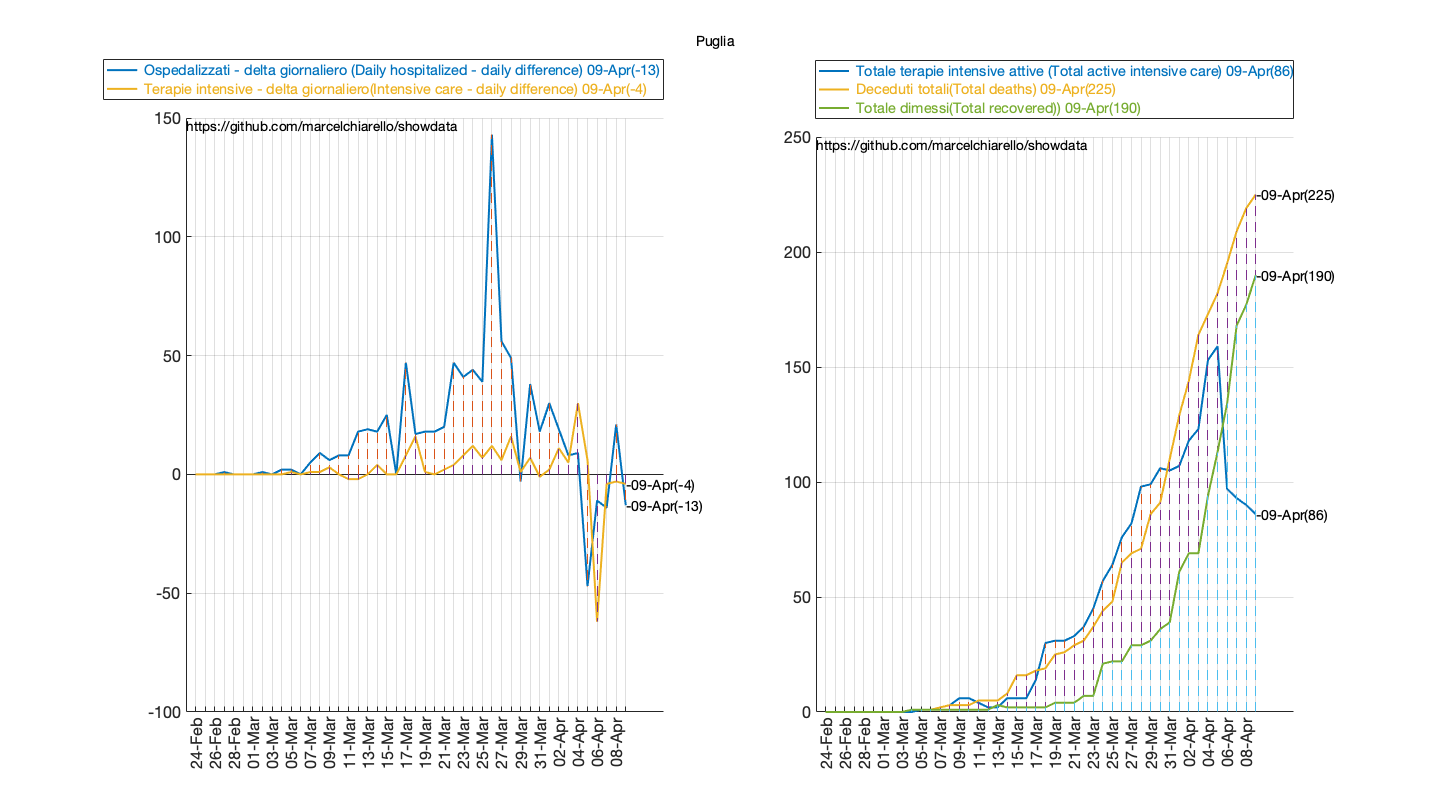 Puglia
Ospedalizzati - delta giornaliero (Daily hospitalized - daily difference) 09-Apr(-13)
Terapie intensive - delta giornaliero(Intensive care - daily difference) 09-Apr(-4)
https://github.com/marcelchiarello/showdata
150
100
50
0
-50
-100
-09-Apr(-4)
-09-Apr(-13)
24-Feb
26-Feb
28-Feb
01-Mar
03-Mar
05-Mar
07-Mar
09-Mar
11-Mar
13-Mar
15-Mar
17-Mar
19-Mar
21-Mar
23-Mar
25-Mar
27-Mar
29-Mar
31-Mar
02-Apr
04-Apr
06-Apr
08-Apr
Totale terapie intensive attive (Total active intensive care) 09-Apr(86)
Deceduti totali(Total deaths) 09-Apr(225)
Totale dimessi(Total recovered)) 09-Apr(190)
https://github.com/marcelchiarello/showdata
250
200
150
100
50
0
-09-Apr(225)
-09-Apr(190)
-09-Apr(86)
24-Feb
26-Feb
28-Feb
01-Mar
03-Mar
05-Mar
07-Mar
09-Mar
11-Mar
13-Mar
15-Mar
17-Mar
19-Mar
21-Mar
23-Mar
25-Mar
27-Mar
29-Mar
31-Mar
02-Apr
04-Apr
06-Apr
08-Apr